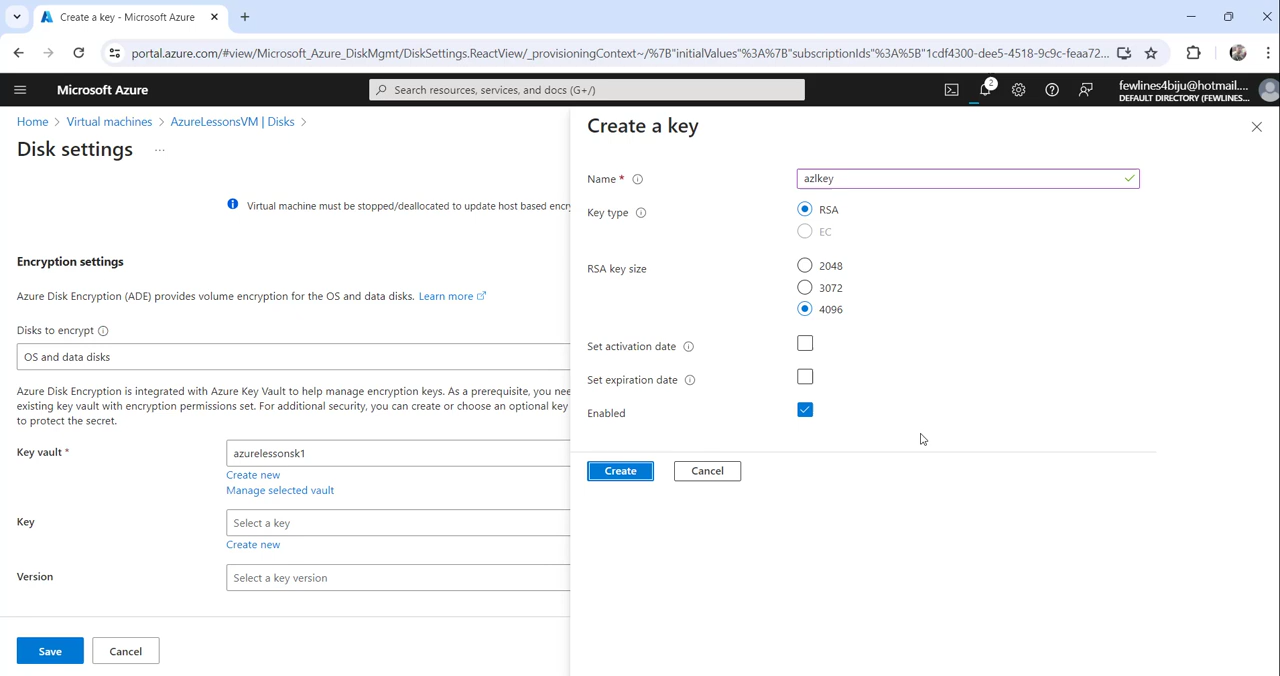 Create a key - Microsoft Azure
portal.azure.com/#view/Microsoft_Azure_DiskMgmt/DiskSettings.ReactView/_provisioningContext~/%7B"initialValues"%3A%7B"subscriptionIds"%3A%5B"1cdf4300-dee5-4518-9c9c-feaa72...
Microsoft Azure
Search resources, services, and docs (G+/)
2
fewlines4biju@hotmail....
DEFAULT DIRECTORY (FEWLINES...
Home > Virtual machines > AzureLessonsVM | Disks >
Disk settings ...
Virtual machine must be stopped/deallocated to update host based enc
Encryption settings
Azure Disk Encryption (ADE) provides volume encryption for the OS and data disks. Learn more
Disks to encrypt
OS and data disks
Azure Disk Encryption is integrated with Azure Key Vault to help manage encryption keys. As a prerequisite, you nee
existing key vault with encryption permissions set. For additional security, you can create or choose an optional key
to protect the secret.
Key vault *
azurelessonsk1
Create new
Manage selected vault
Key
Select a key
Create new
Version
Select a key version
Save
Cancel
Create a key
Name *
azlkey
Key type
RSA
EC
RSA key size
2048
3072
4096
Set activation date
Set expiration date
Enabled
Create
Cancel